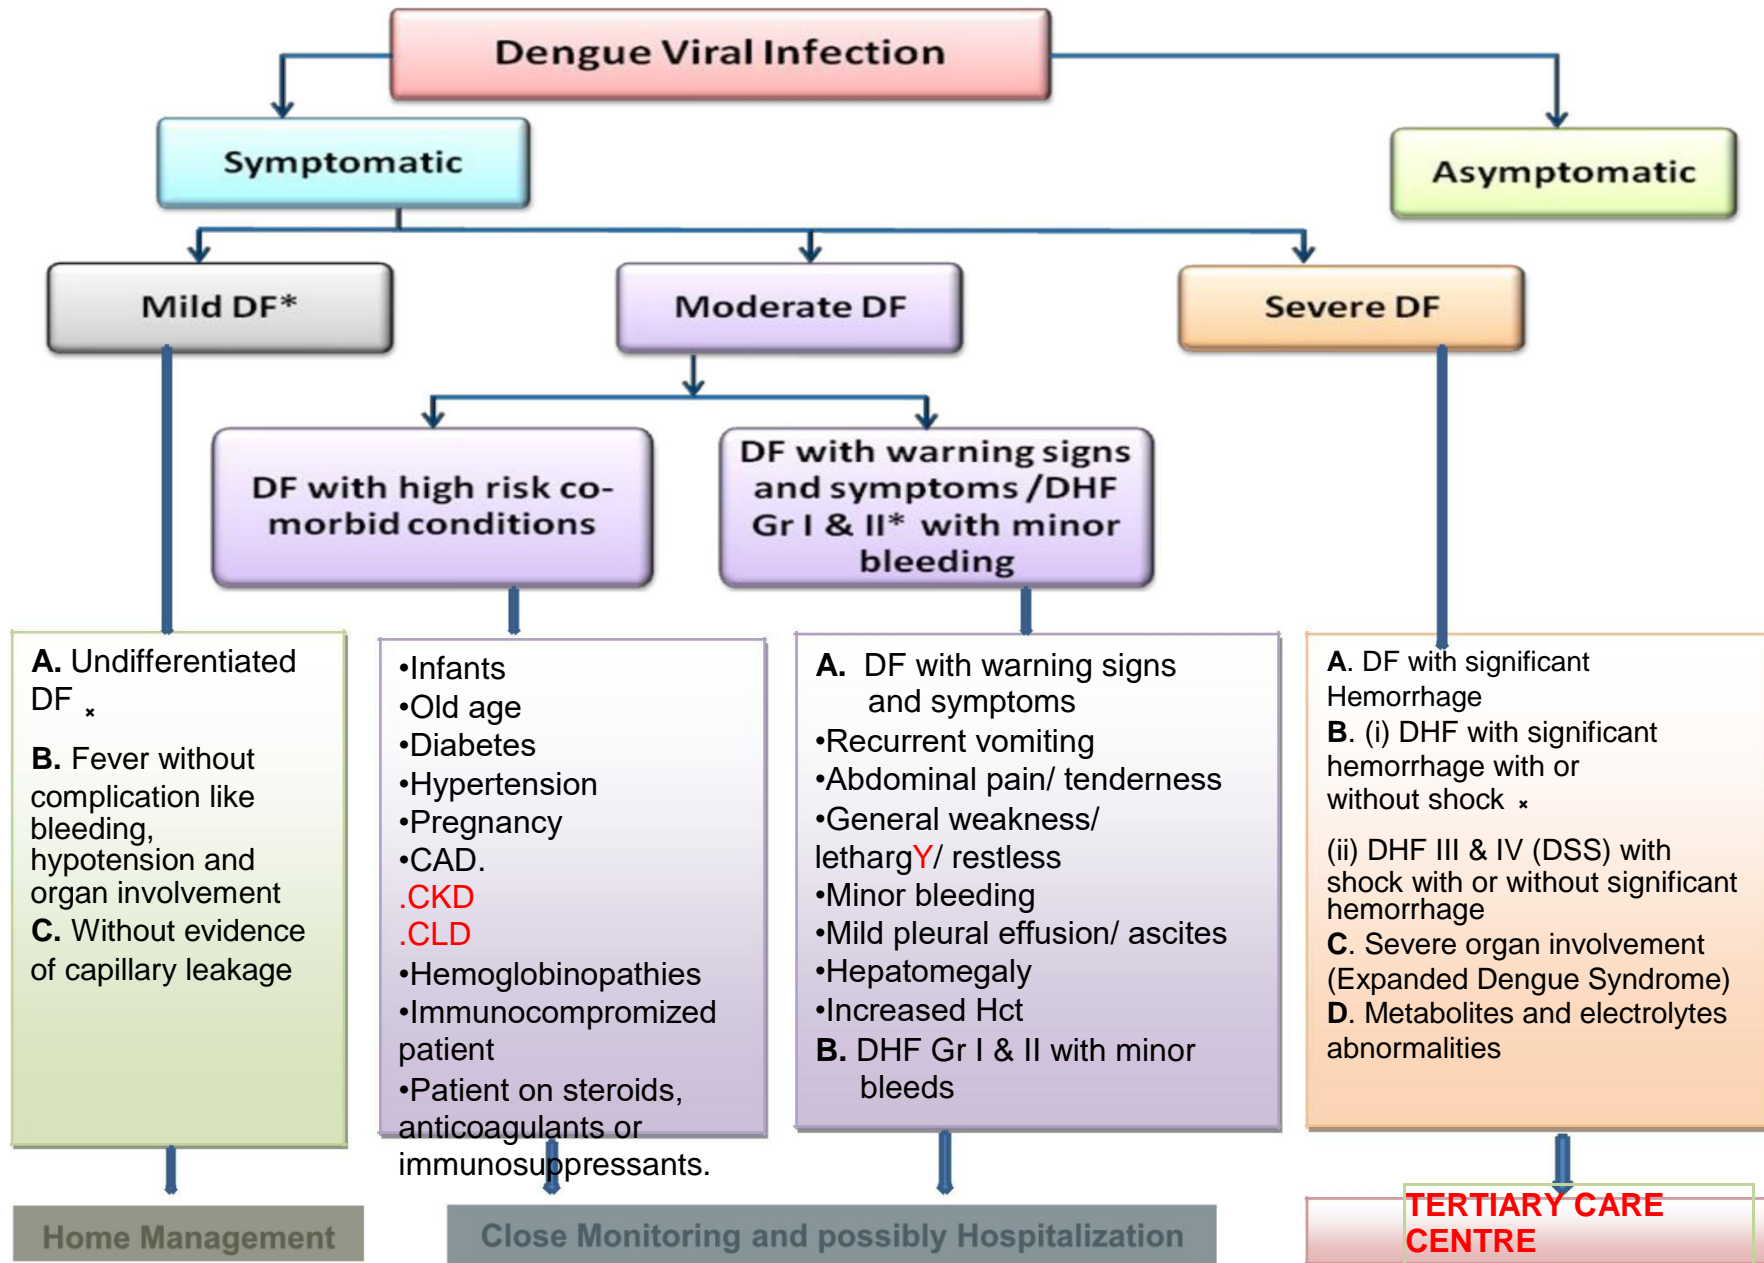 Dengue Viral Infection
Symptomatic
Asymptomatic
Mild DF*
Moderate DF
Severe DF
DF with high risk co-
morbid conditions
DF with warning signs
and symptoms /DHF
Gr I & II* with minor
bleeding
A. Undifferentiated
DF ×
B. Fever without
complication like
bleeding,
hypotension and
organ involvement
C. Without evidence
of capillary leakage
•Infants
•Old age
•Diabetes
•Hypertension
•Pregnancy
•CAD.
.CKD
.CLD
•Hemoglobinopathies
•Immunocompromized
patient
•Patient on steroids,
anticoagulants or
immunosuppressants.
A. DF with warning signs
and symptoms
•Recurrent vomiting
•Abdominal pain/ tenderness
•General weakness/
lethargY/ restless
•Minor bleeding
•Mild pleural effusion/ ascites
•Hepatomegaly
•Increased Hct
B. DHF Gr I & II with minor
bleeds
A. DF with significant
Hemorrhage
B. (i) DHF with significant
hemorrhage with or
without shock ×
(ii) DHF III & IV (DSS) with
shock with or without significant
hemorrhage
C. Severe organ involvement
(Expanded Dengue Syndrome)
D. Metabolites and electrolytes
abnormalities
Home Management
Close Monitoring and possibly Hospitalization
TERTIARY CARE
CENTRE